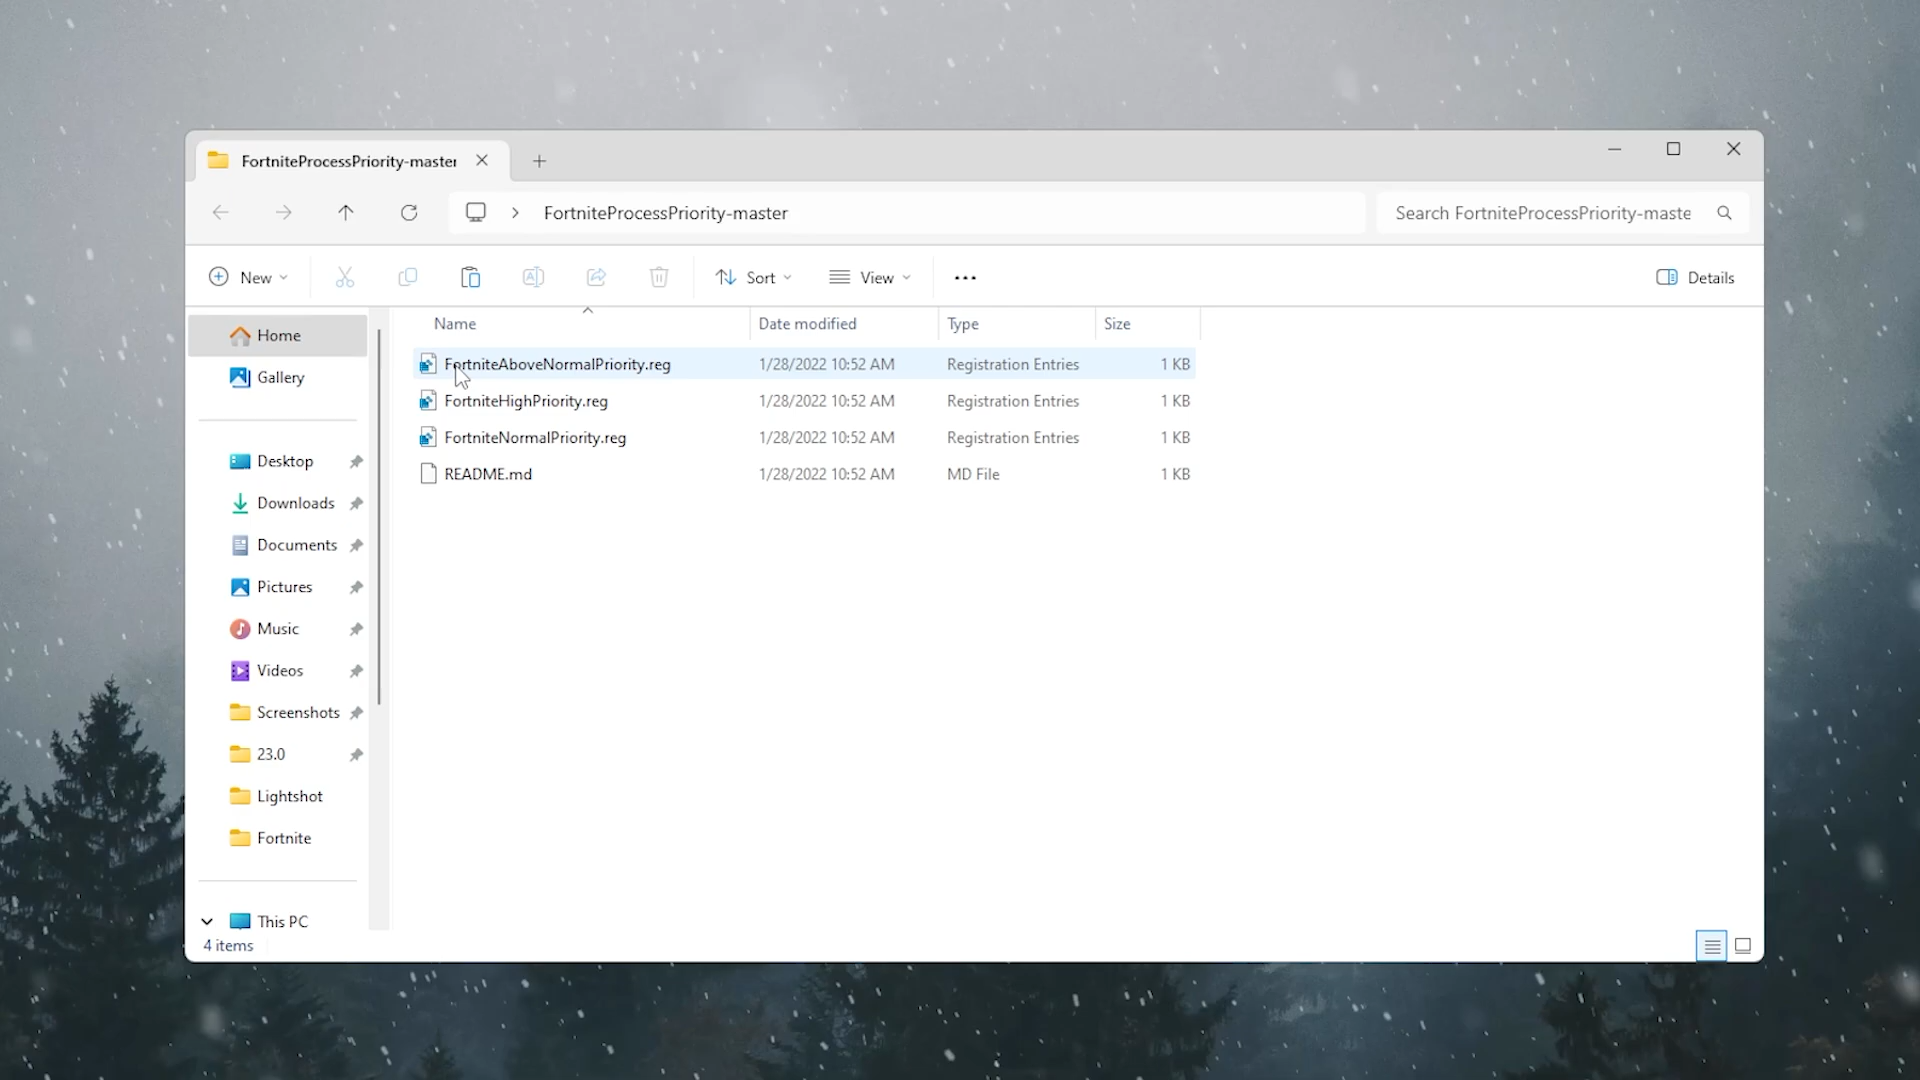 FortniteProcessPriority-master
FortniteProcessPriority-master
Search FortniteProcessPriority-maste
New
Sort
View
Details
Name
Date modified
Type
Size
FortniteAboveNormalPriority.reg 1/28/2022 10:52 AM Registration Entries 1 KB
FortniteHighPriority.reg 1/28/2022 10:52 AM Registration Entries 1 KB
FortniteNormalPriority.reg 1/28/2022 10:52 AM Registration Entries 1 KB
README.md 1/28/2022 10:52 AM MD File 1 KB
Home
Gallery
Desktop
Downloads
Documents
Pictures
Music
Videos
Screenshots
23.0
Lightshot
Fortnite
This PC
4 items